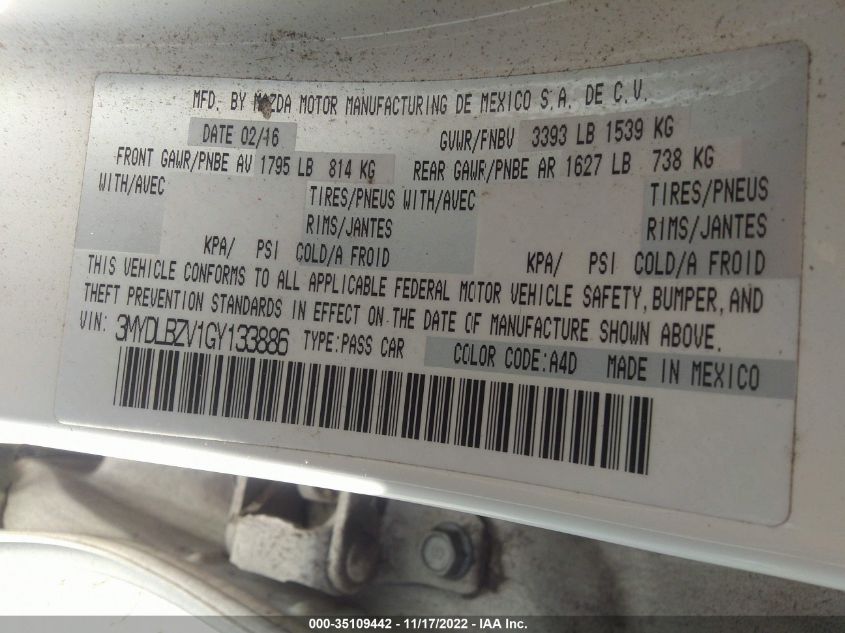 MFD. BY MAZDA MOTOR MANUFACTURING DE MEXICO S.A. DE C.V.
DATE 02/16 GVWR/FNBV 3393 LB 1539 KG
FRONT GAWR/PNBE AV 1795 LB 814 KG REAR GAWR/PNBE AR 1627 LB 738 KG
WITH/AVEC TIRES/PNEUS WITH/AVEC TIRES/PNEUS
RIMS/JANTES RIMS/JANTES
KPA/ PSI COLD/A FROID KPA/ PSI COLD/A FROID
THIS VEHICLE CONFORMS TO ALL APPLICABLE FEDERAL MOTOR VEHICLE SAFETY, BUMPER, AND
THEFT PREVENTION STANDARDS IN EFFECT ON THE DATE OF MANUFACTURE SHOWN ABOVE.
VIN: 3MYDLBZV1GY133886 TYPE:PASS CAR COLOR CODE:A4D MADE IN MEXICO
000-35109442 - 11/17/2022 - IAA Inc.